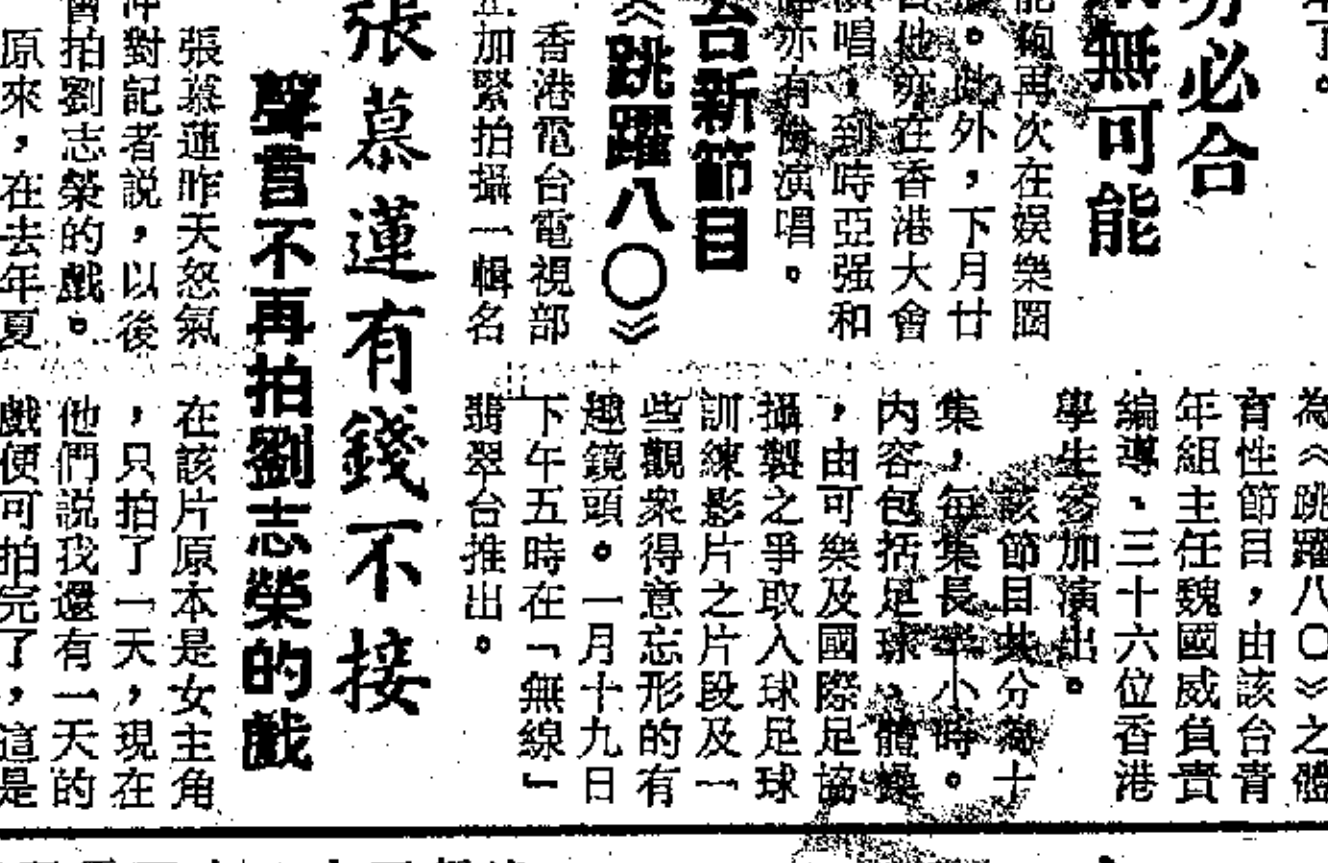 年了。
分必合
無可能
能夠再次在娛樂圈
。此外，下月廿
他亦在香港大會
演唱，到時亞强和
亦有份演唱。
台新節目
《跳躍八〇》
香港電台電視部
正加緊拍攝一輯名
為《跳躍八〇》之體
育性節目，由該台青
年組主任魏國威負責
編導、三十六位香港
學生參加演出。
該節目共分為十
集，每集長半小時。
内容包括足球、體操
，由可樂及國際足協
攝製之爭取入球足球
訓練影片之片段及一
些觀衆得意忘形的有
趣鏡頭。一月十九日
下午五時在「無線」
翡翠台推出。
張慕蓮有錢不接
聲言不再拍劉志榮的戲
張慕蓮昨天怒氣
沖對記者説，以後
會拍劉志榮的戲。
原來，在去年夏
在該片原本是女主角
，只拍了一天，現在
他們説我還有一天的
戲便可拍完了，這是